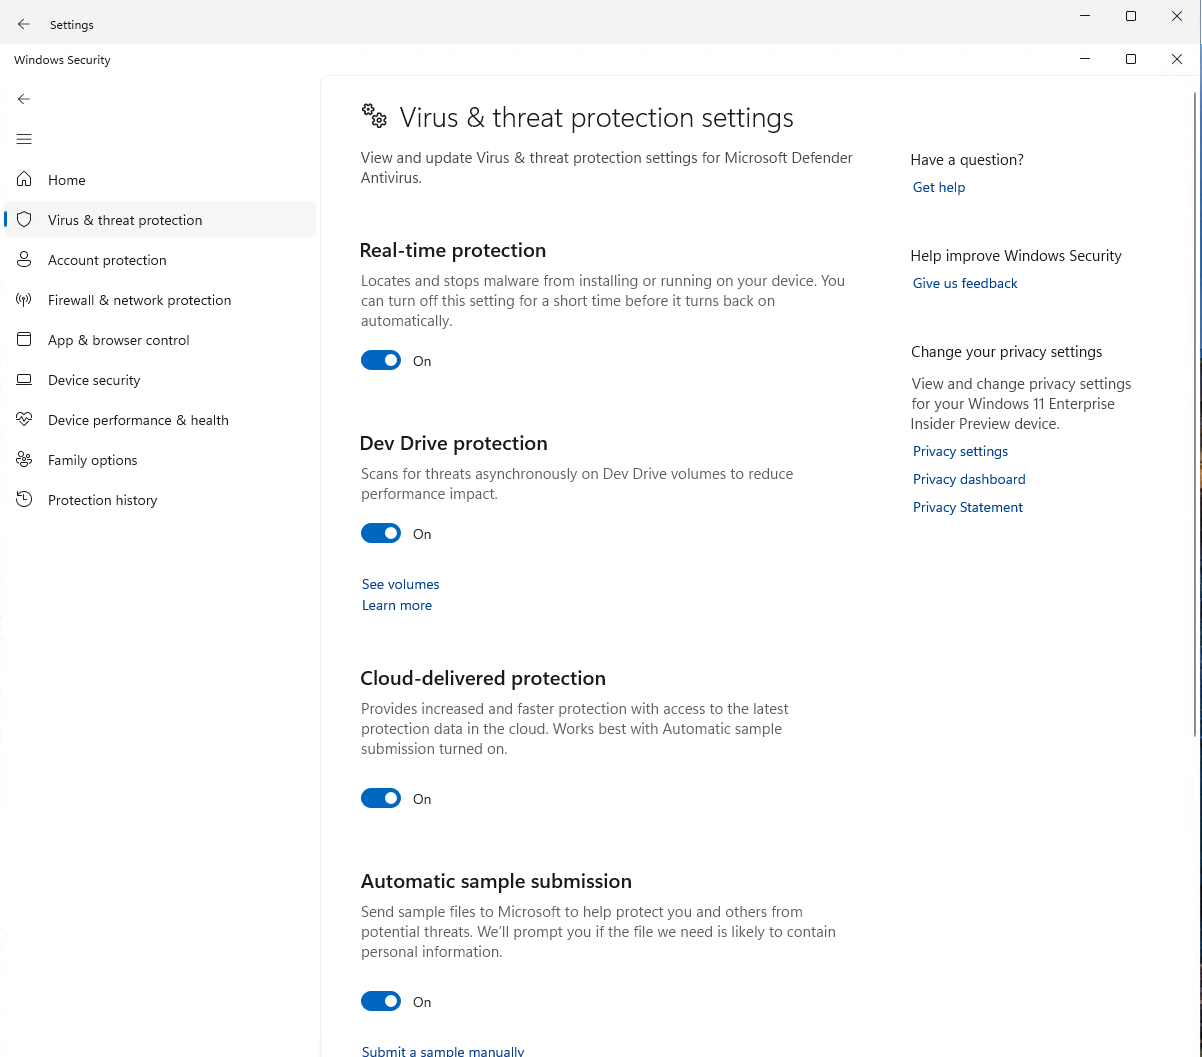 Settings
Windows Security
Home
Virus & threat protection
Account protection
Firewall & network protection
App & browser control
Device security
Device performance & health
Family options
Protection history
Virus & threat protection settings
View and update Virus & threat protection settings for Microsoft Defender
Antivirus.
Real-time protection
Locates and stops malware from installing or running on your device. You
can turn off this setting for a short time before it turns back on
automatically.
On
Dev Drive protection
Scans for threats asynchronously on Dev Drive volumes to reduce
performance impact.
On
See volumes
Learn more
Cloud-delivered protection
Provides increased and faster protection with access to the latest
protection data in the cloud. Works best with Automatic sample
submission turned on.
On
Automatic sample submission
Send sample files to Microsoft to help protect you and others from
potential threats. We'll prompt you if the file we need is likely to contain
personal information.
On
Submit a sample manually
Have a question?
Get help
Help improve Windows Security
Give us feedback
Change your privacy settings
View and change privacy settings
for your Windows 11 Enterprise
Insider Preview device.
Privacy settings
Privacy dashboard
Privacy Statement